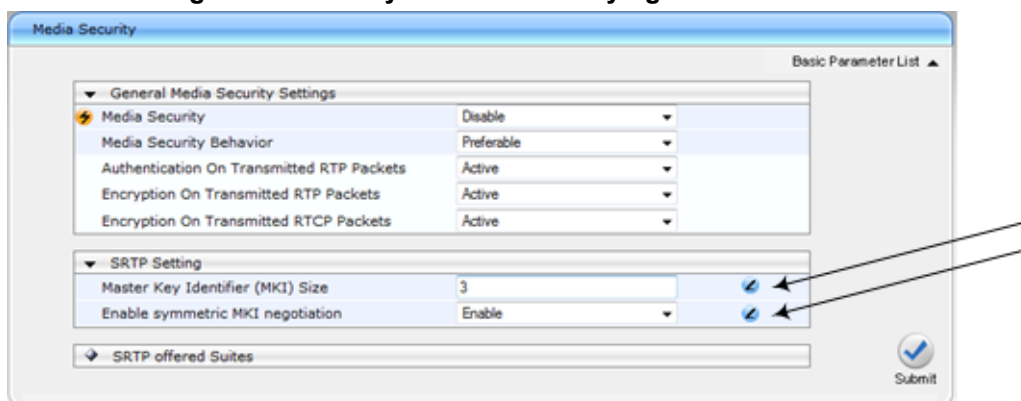 Media Security
Basic Parameter List
General Media Security Settings
Media Security Disable
Media Security Behavior Preferable
Authentication On Transmitted RTP Packets Active
Encryption On Transmitted RTP Packets Active
Encryption On Transmitted RTCP Packets Active
SRTP Setting
Master Key Identifier (MKI) Size 3
Enable symmetric MKI negotiation Enable
SRTP offered Suites
Submit